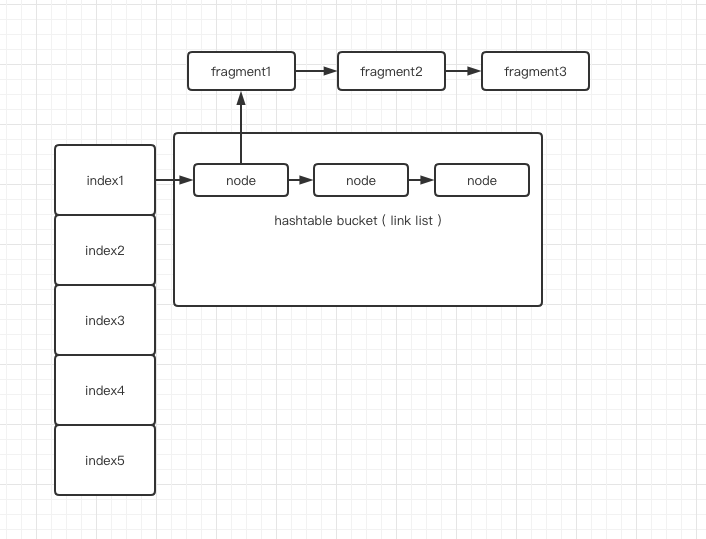 fragment1
fragment2
fragment3
index1
node
node
node
hashtable bucket ( link list )
index2
index3
index4
index5